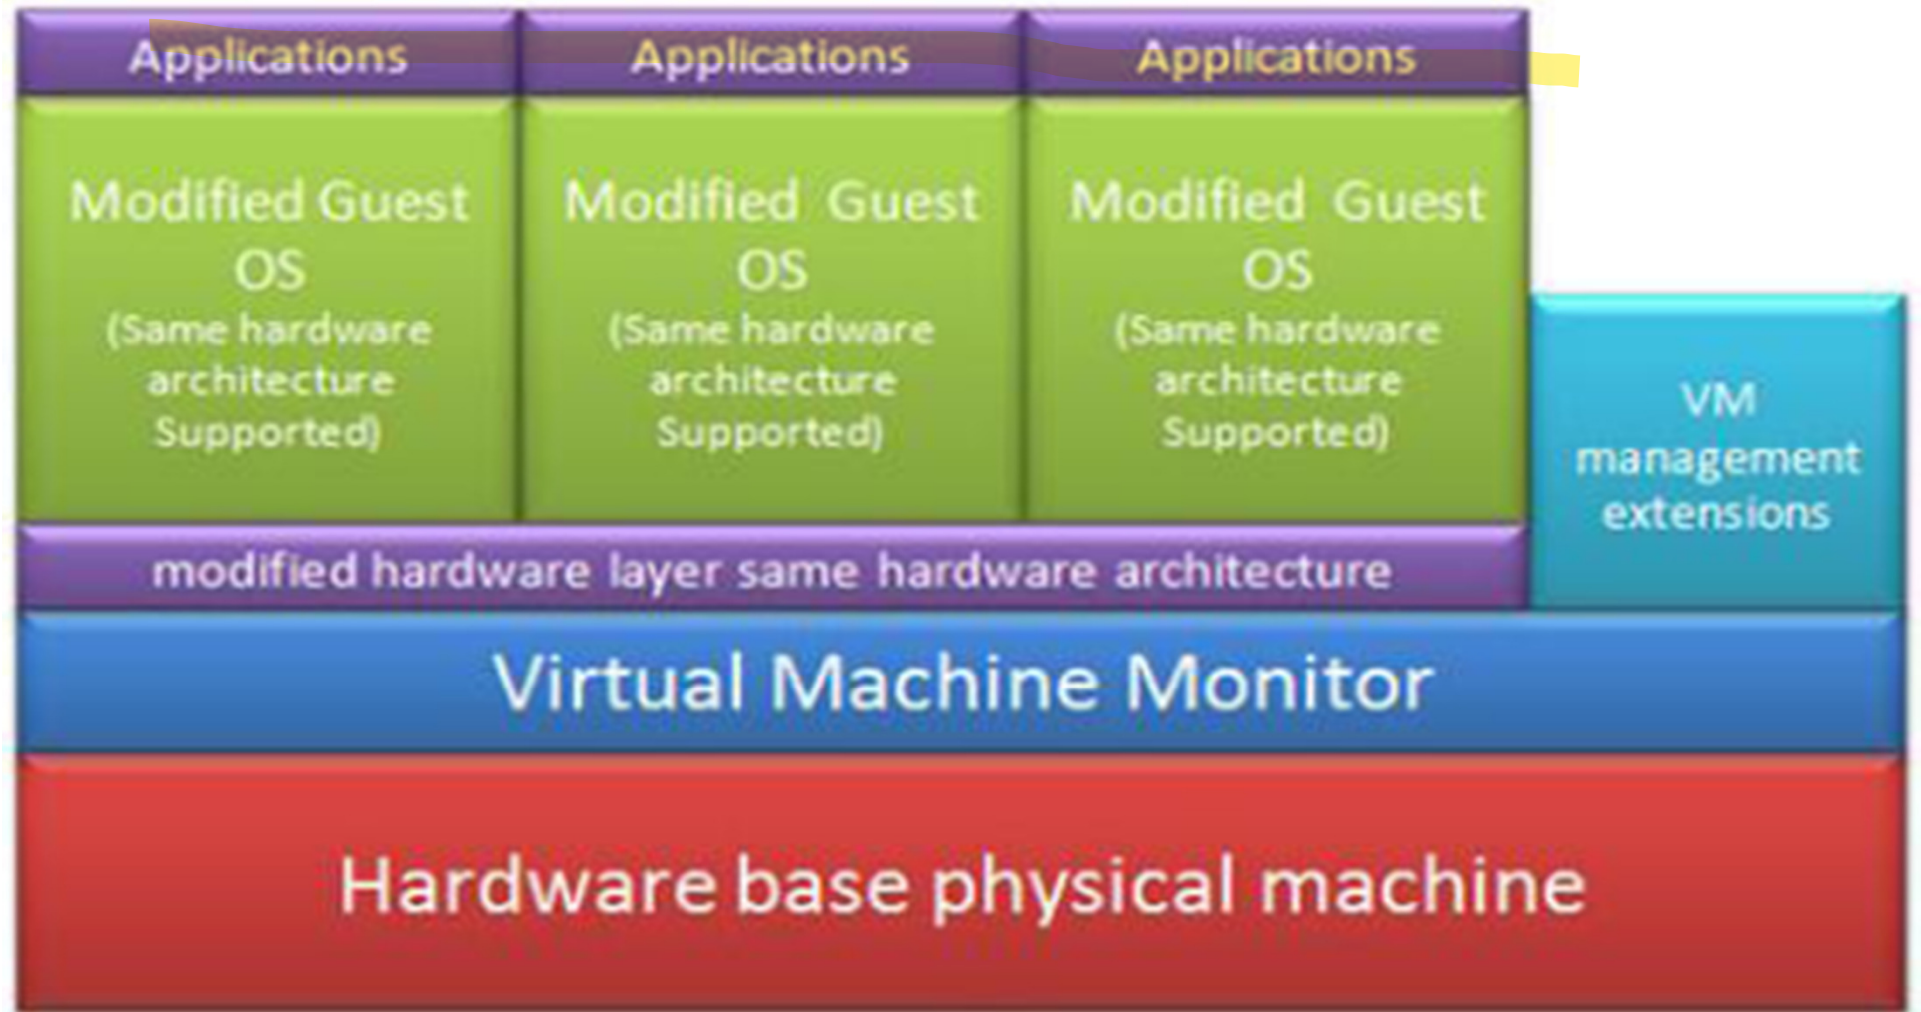 Applications Applications Applications
Modified Guest
OS
(Same hardware
architecture
Supported)
Modified Guest
OS
(Same hardware
architecture
Supported)
Modified Guest
OS
(Same hardware
architecture
Supported)
VM
management
extensions
modified hardware layer same hardware architecture
Virtual Machine Monitor
Hardware base physical machine